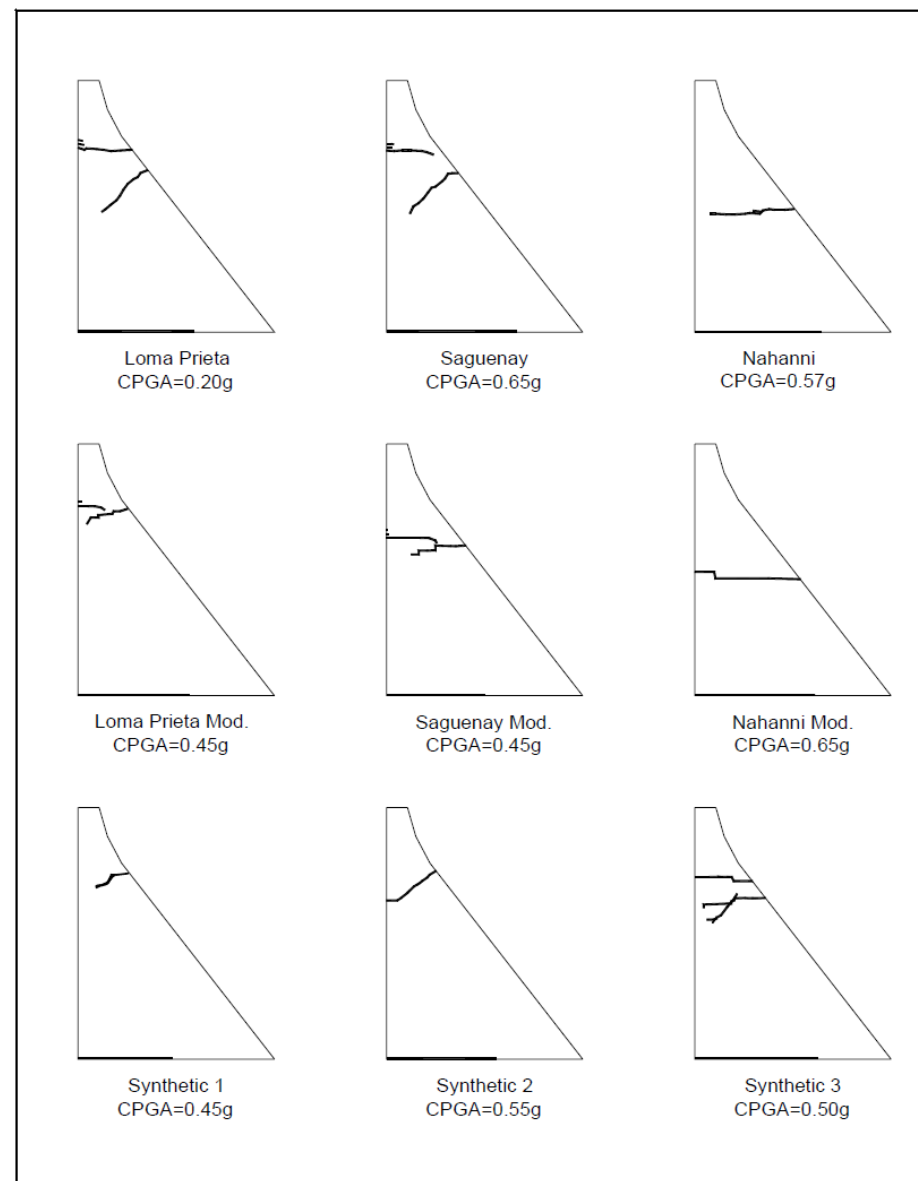 Loma Prieta
CPGA=0.20g
Saguenay
CPGA=0.65g
Nahanni
CPGA=0.57g
Loma Prieta Mod.
CPGA=0.45g
Saguenay Mod.
CPGA=0.45g
Nahanni Mod.
CPGA=0.65g
Synthetic 1
CPGA=0.45g
Synthetic 2
CPGA=0.55g
Synthetic 3
CPGA=0.50g